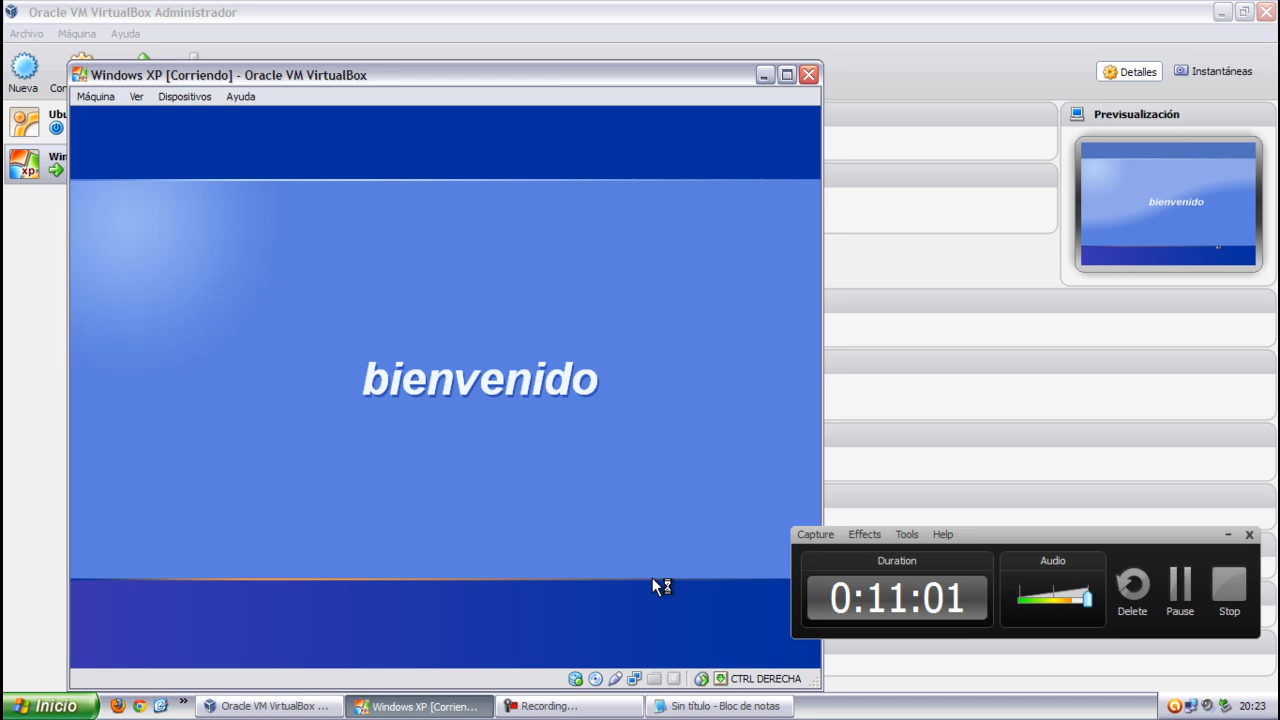 Oracle VM VirtualBox Administrador
Archivo Máquina Ayuda
Nueva
Detalles
Instantáneas
Windows XP [Corriendo] - Oracle VM VirtualBox
Máquina Ver Dispositivos Ayuda
Previsualización
bienvenido
bienvenido
Capture Effects Tools Help
Duration
0:11:01
Audio
Delete Pause Stop
CTRL DERECHA
Inicio
Oracle VM VirtualBox ...
Windows XP [Corrien...
Recording...
Sin título - Bloc de notas
20:23